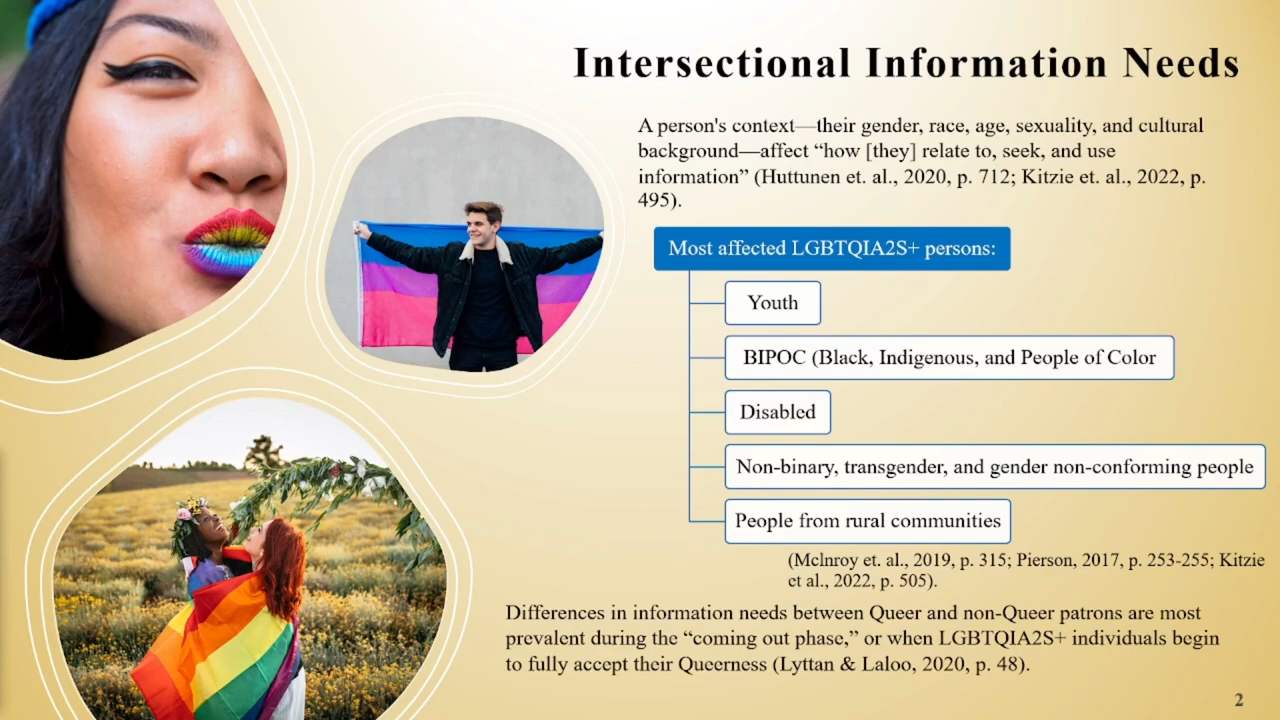 Intersectional Information Needs
A person's context—their gender, race, age, sexuality, and cultural
background—affect “how [they] relate to, seek, and use
information” (Huttunen et. al., 2020, p. 712; Kitzie et. al., 2022, p.
495).
Most affected LGBTQIA2S+ persons:
Youth
BIPOC (Black, Indigenous, and People of Color
Disabled
Non-binary, transgender, and gender non-conforming people
People from rural communities
(Mclnroy et. al., 2019, p. 315; Pierson, 2017, p. 253-255; Kitzie
et al., 2022, p. 505).
Differences in information needs between Queer and non-Queer patrons are most
prevalent during the “coming out phase,” or when LGBTQIA2S+ individuals begin
to fully accept their Queerness (Lyttan & Laloo, 2020, p. 48).
2